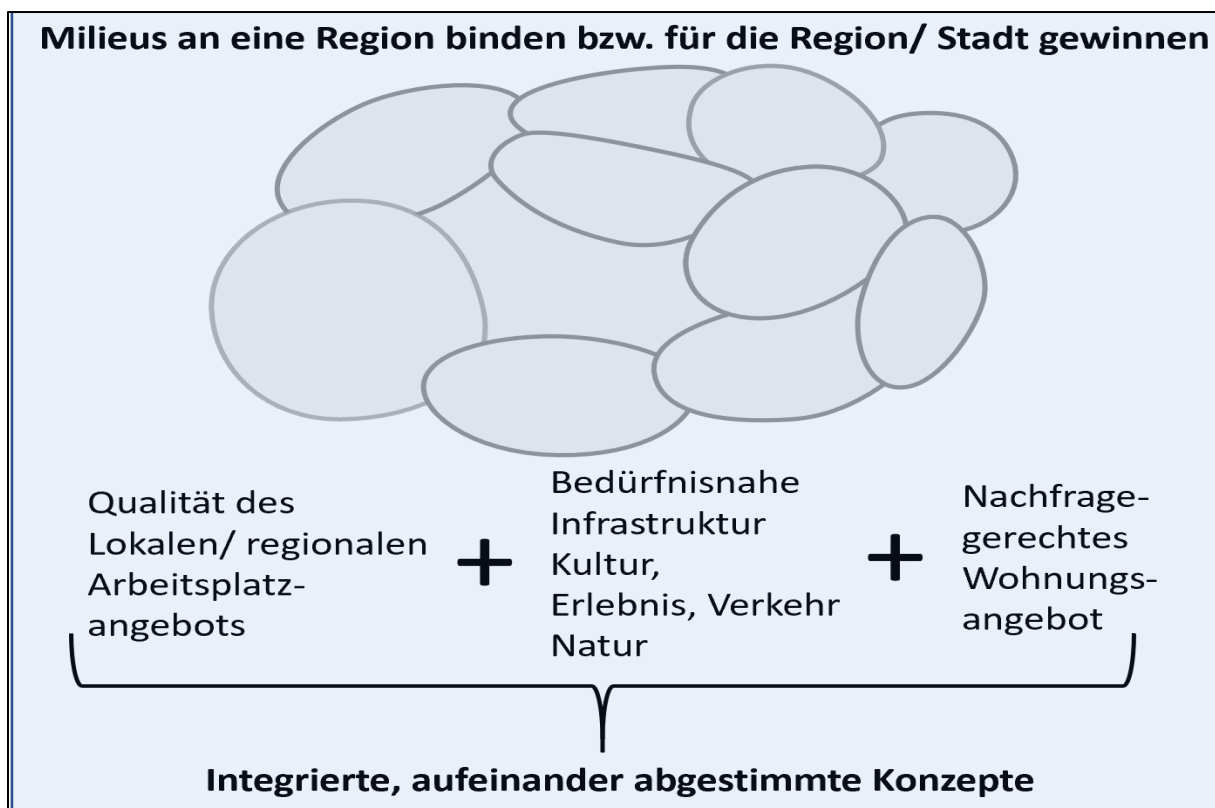 Milieus an eine Region binden bzw. für die Region/ Stadt gewinnen
Qualität des
Lokalen/ regionalen
Arbeitsplatz-
angebots
+
Bedürfnisnahe
Infrastruktur
Kultur,
Erlebnis, Verkehr
Natur
+
Nachfrage-
gerechtes
Wohnungs-
angebot
Integrierte, aufeinander abgestimmte Konzepte